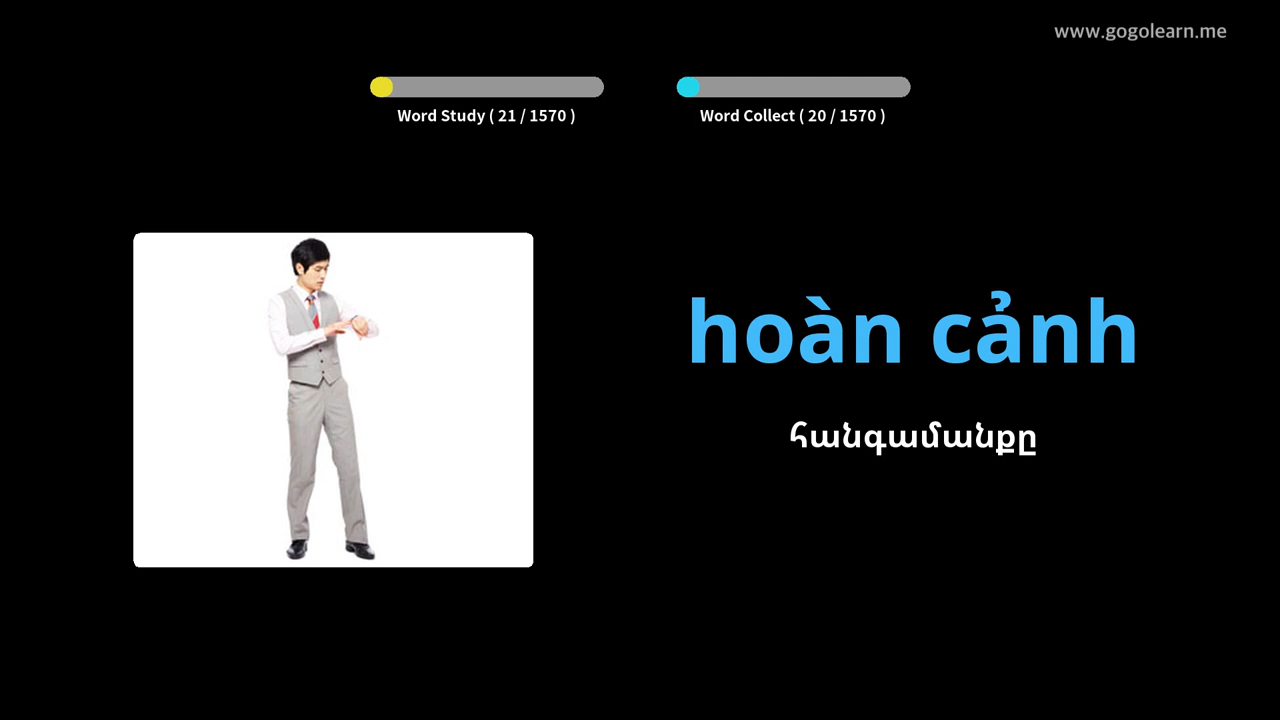 www.gogolearn.me
Word Study ( 21 / 1570 )
Word Collect ( 20 / 1570 )
hoàn cảnh
հանգամանքը